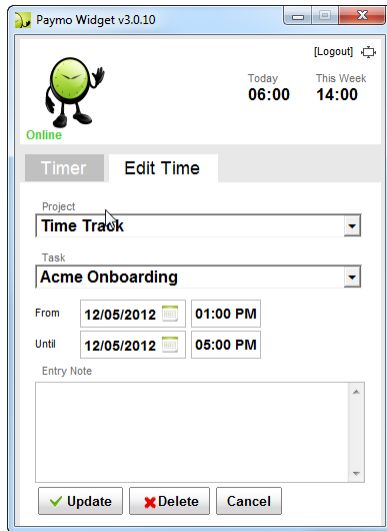 Paymo Widget v3.0.10
[Logout]
Today This Week
06:00 14:00
Online
Timer Edit Time
Project
Time Track
Task
Acme Onboarding
From 12/05/2012 01:00 PM
Until 12/05/2012 05:00 PM
Entry Note
Update Delete Cancel